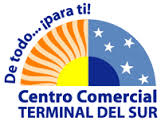 De todo...¡para ti!
Centro Comercial
TERMINAL DEL SUR